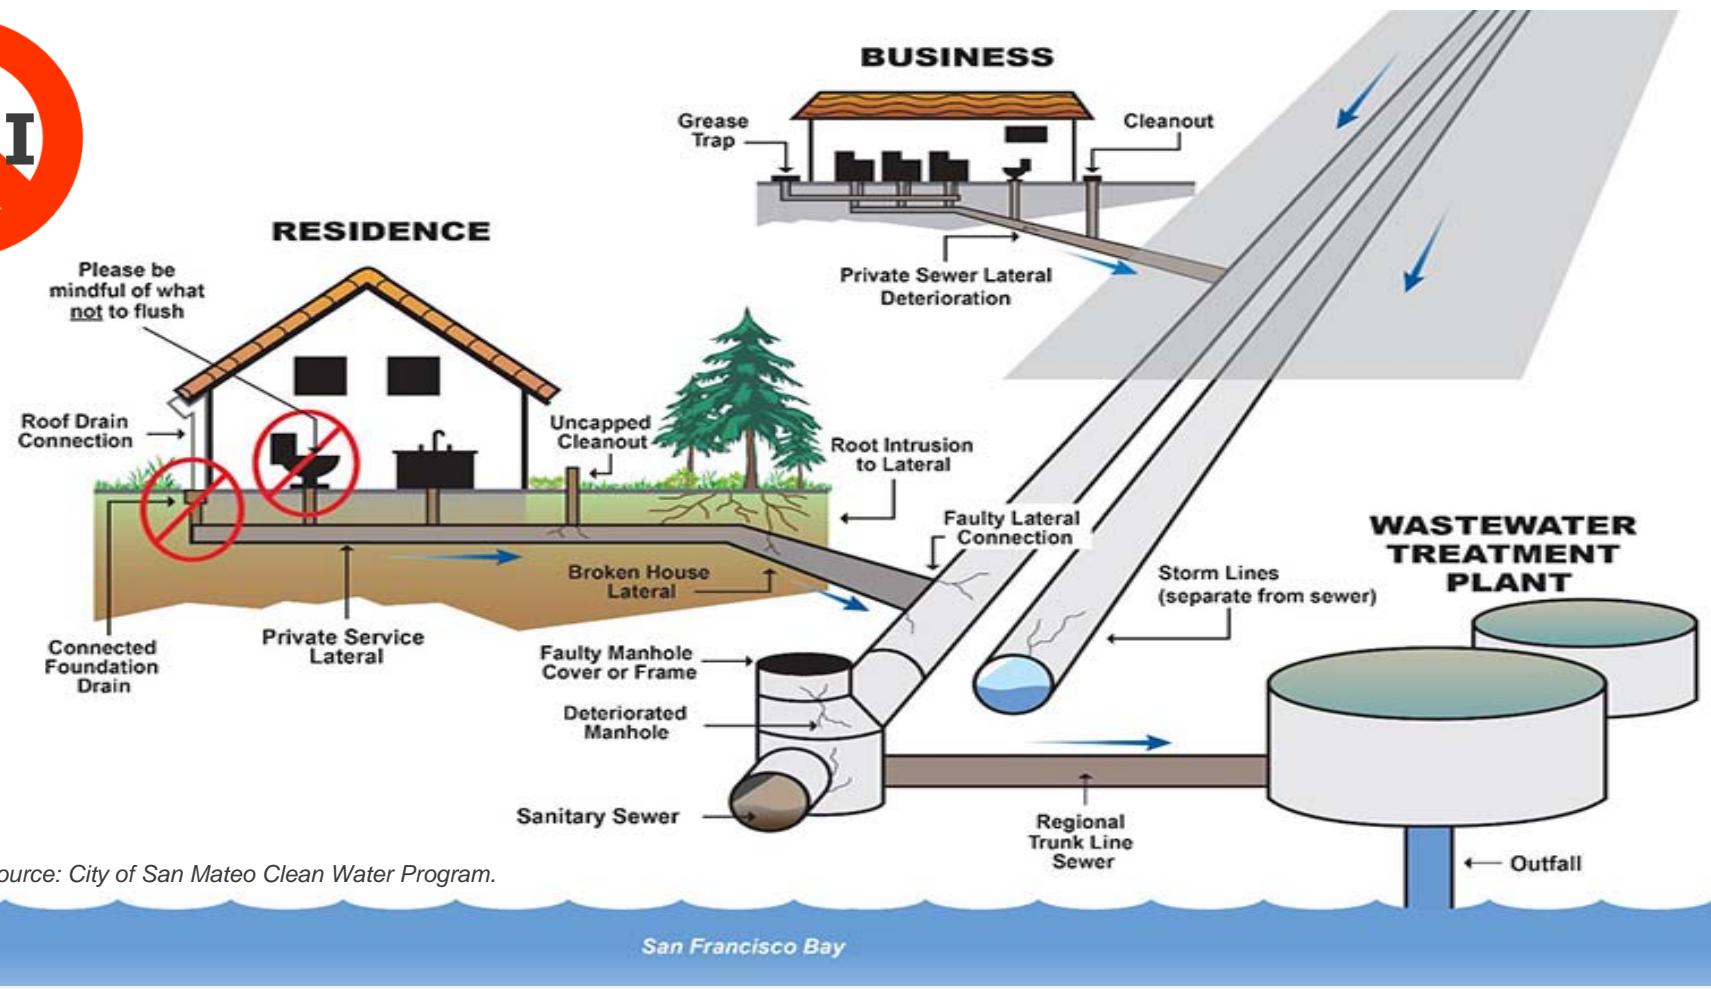 I
BUSINESS
Grease
Trap
Cleanout
Private Sewer Lateral
Deterioration
RESIDENCE
Please be
mindful of what
not to flush
Roof Drain
Connection
Uncapped
Cleanout
Root Intrusion
to Lateral
Faulty Lateral
Connection
Broken House
Lateral
WASTEWATER
TREATMENT
PLANT
Storm Lines
(separate from sewer)
Connected
Foundation
Drain
Private Service
Lateral
Faulty Manhole
Cover or Frame
Deteriorated
Manhole
Sanitary Sewer
Regional
Trunk Line
Sewer
Outfall
ource: City of San Mateo Clean Water Program.
San Francisco Bay